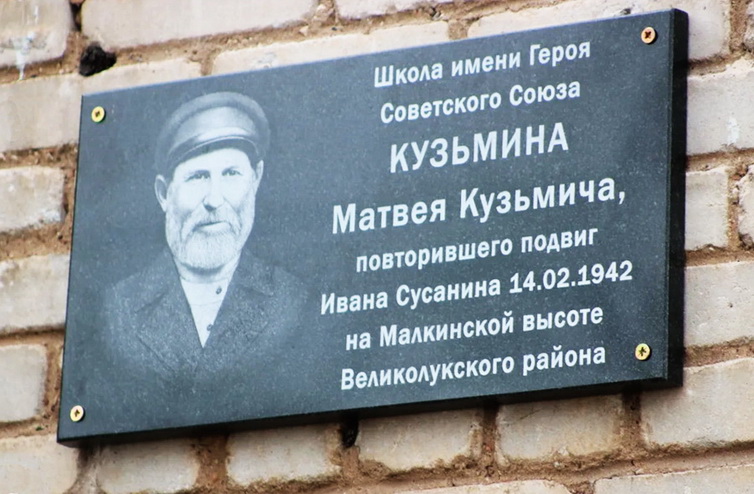 Школа имени Героя
Советского Союза
КУЗЬМИНА
Матвея Кузьмича,
повторившего подвиг
Ивана Сусанина 14.02.1942
на Малкинской высоте
Великолукского района